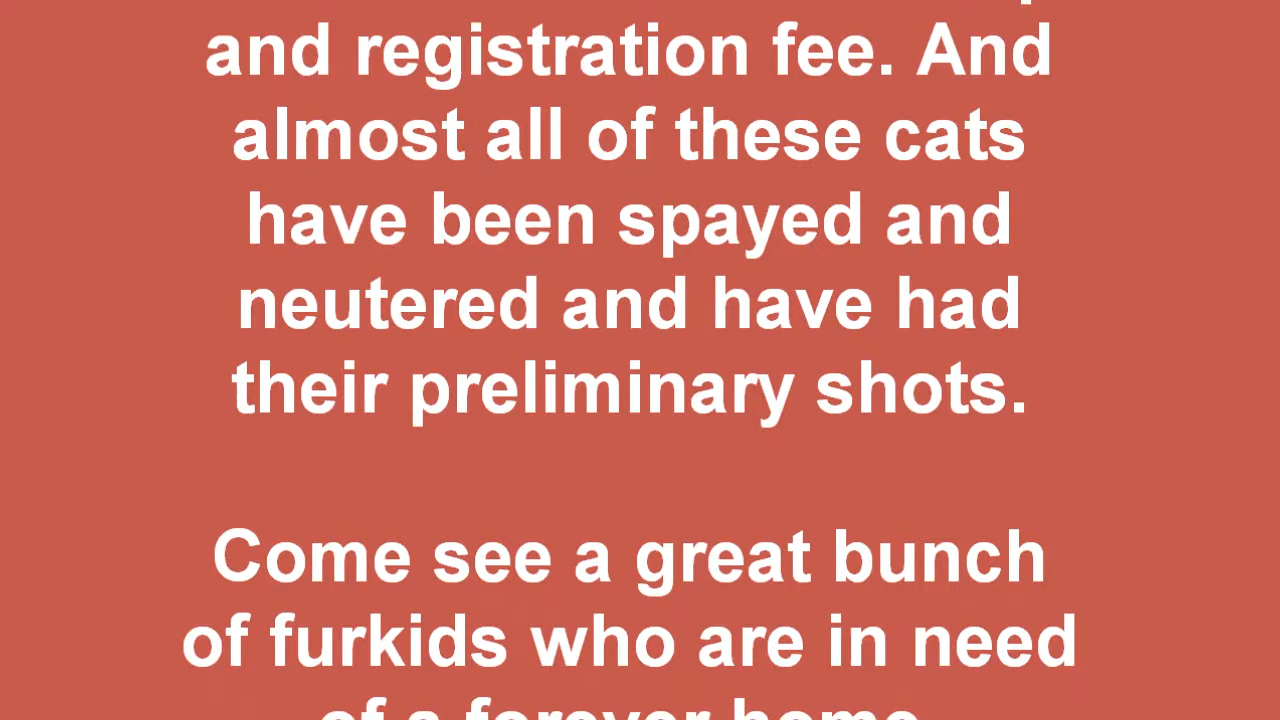 and registration fee. And
almost all of these cats
have been spayed and
neutered and have had
their preliminary shots.
Come see a great bunch
of furkids who are in need
of a forever home